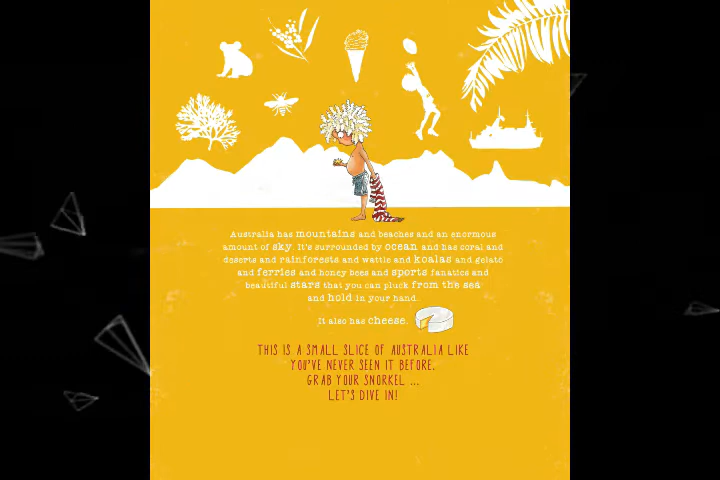 Australia has mountains and beaches and an enormous
amount of sky. It's surrounded by ocean and has coral and
deserts and rainforests and wattle and koalas and gelato
and ferries and honey bees and sports fanatics and
beautiful stars that you can pluck from the sea
and hold in your hand.
It also has cheese.
THIS IS A SMALL SLICE OF AUSTRALIA LIKE
YOU'VE NEVER SEEN IT BEFORE.
GRAB YOUR SNORKEL ...
LET'S DIVE IN!